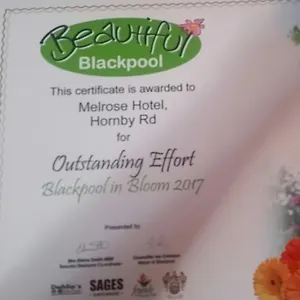 Beautiful
Blackpool
This certificate is awarded to
Melrose Hotel,
Hornby Rd
for
Outstanding Effort
Blackpool in Bloom 2017
Presented by
SAGES